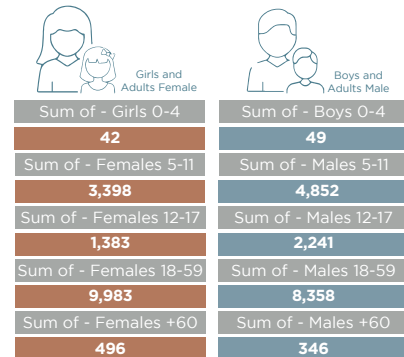 Girls and
Adults Female
Sum of - Girls 0-4
42
Sum of - Females 5-11
3,398
Sum of - Females 12-17
1,383
Sum of - Females 18-59
9,983
Sum of - Females +60
496
Boys and
Adults Male
Sum of - Boys 0-4
49
Sum of - Males 5-11
4,852
Sum of - Males 12-17
2,241
Sum of - Males 18-59
8,358
Sum of - Males +60
346